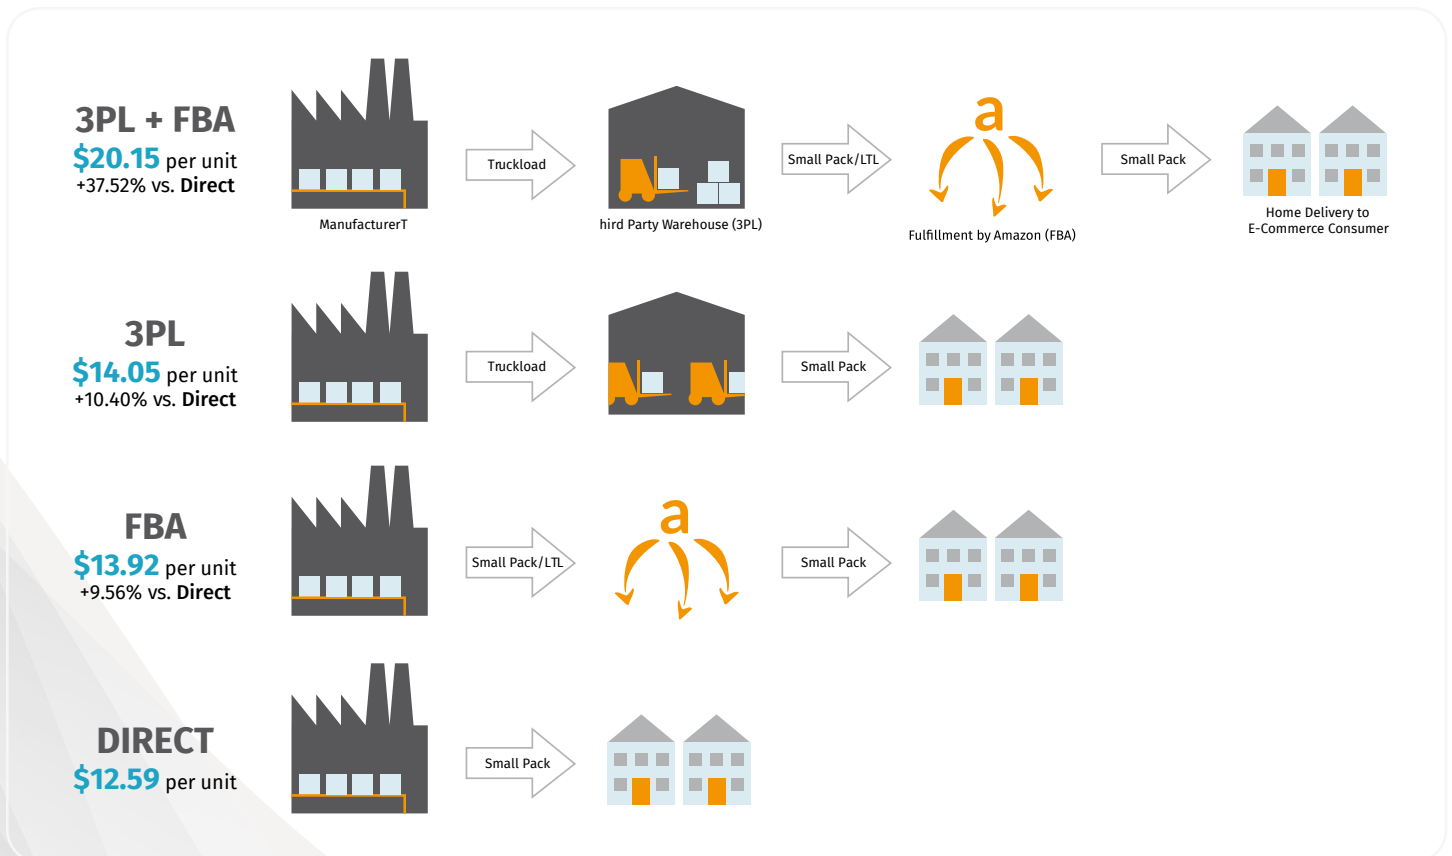 3PL + FBA
$20.15 per unit
+37.52% vs. Direct
Truckload
Small Pack/LTL
a
Small Pack
ManufacturerT
hird Party Warehouse (3PL)
Fulfillment by Amazon (FBA)
Home Delivery to
E-Commerce Consumer
3PL
$14.05 per unit
+10.40% vs. Direct
Truckload
Small Pack
FBA
$13.92 per unit
+9.56% vs. Direct
Small Pack/LTL
a
Small Pack
DIRECT
$12.59 per unit
Small Pack